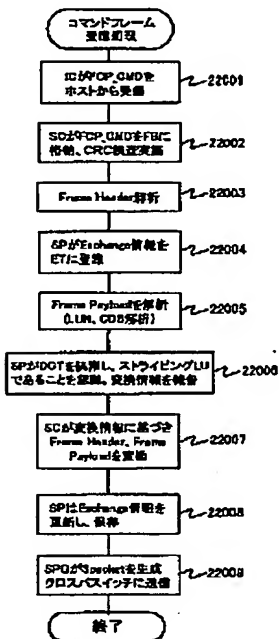 コマンドフレーム
受信処理
ICがFCP_CMDを
ホストから受信
22001
SCがFCP_CMDをFBに
格納、CRC検査実施
22002
Frame Header解析
22003
SPがExchange情報を
ETに登録
22004
Frame Payloadを解析
(LUN、CDB解析)
22005
SPがDCTを検索し、ストライピングLU
であることを認識、変換情報を報告
22006
SCが変換情報に基づき
Frame Header、Frame
Payloadを変換
22007
SPはExchange情報を
更新し、保存
22008
SPGがSpacketを生成
クロスバスイッチに送信
22009
終了